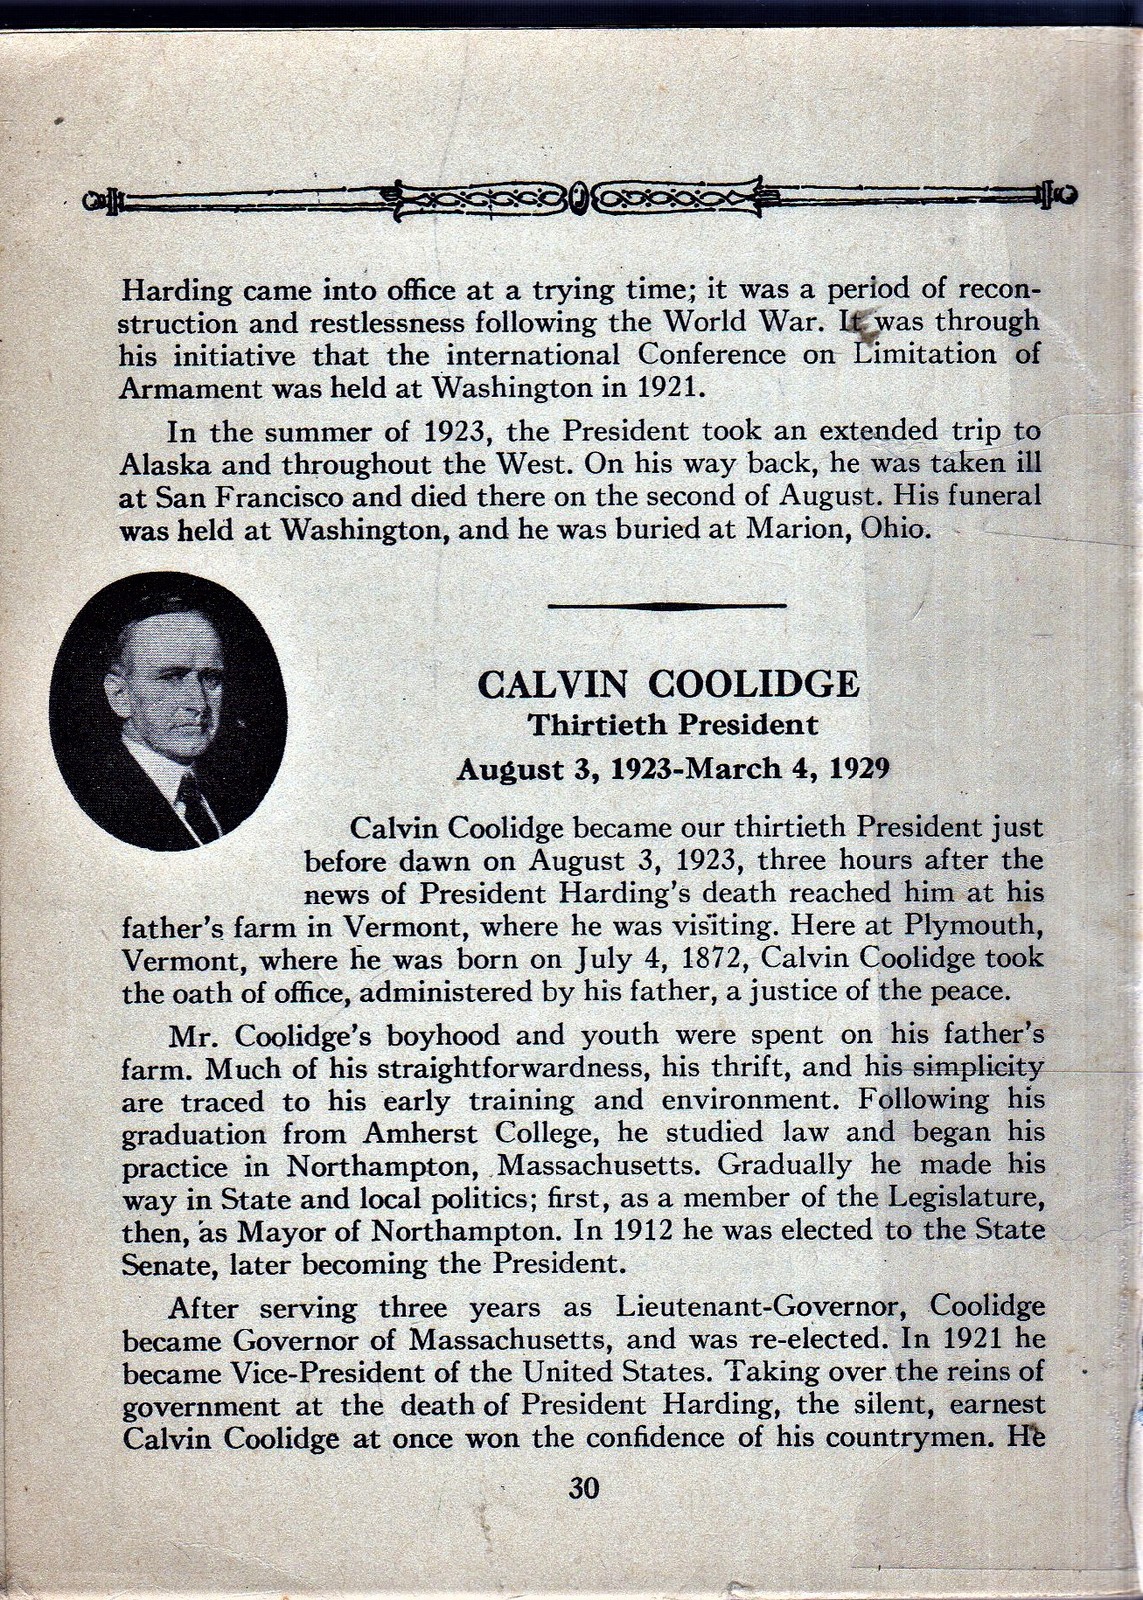 Harding came into office at a trying time; it was a period of recon-
struction and restlessness following the World War. It was through
his initiative that the international Conference on Limitation of
Armament was held at Washington in 1921.
In the summer of 1923, the President took an extended trip to
Alaska and throughout the West. On his way back, he was taken ill
at San Francisco and died there on the second of August. His funeral
was held at Washington, and he was buried at Marion, Ohio.
CALVIN COOLIDGE
Thirtieth President
August 3, 1923-March 4, 1929
Calvin Coolidge became our thirtieth President just
before dawn on August 3, 1923, three hours after the
news of President Harding's death reached him at his
father's farm in Vermont, where he was visiting. Here at Plymouth,
Vermont, where he was born on July 4, 1872, Calvin Coolidge took
the oath of office, administered by his father, a justice of the peace.
Mr. Coolidge's boyhood and youth were spent on his father's
farm. Much of his straightforwardness, his thrift, and his simplicity
are traced to his early training and environment. Following his
graduation from Amherst College, he studied law and began his
practice in Northampton, Massachusetts. Gradually he made his
way in State and local politics; first, as a member of the Legislature,
then, as Mayor of Northampton. In 1912 he was elected to the State
Senate, later becoming the President.
After serving three years as Lieutenant-Governor, Coolidge
became Governor of Massachusetts, and was re-elected. In 1921 he
became Vice-President of the United States. Taking over the reins of
government at the death of President Harding, the silent, earnest
Calvin Coolidge at once won the confidence of his countrymen. He
30